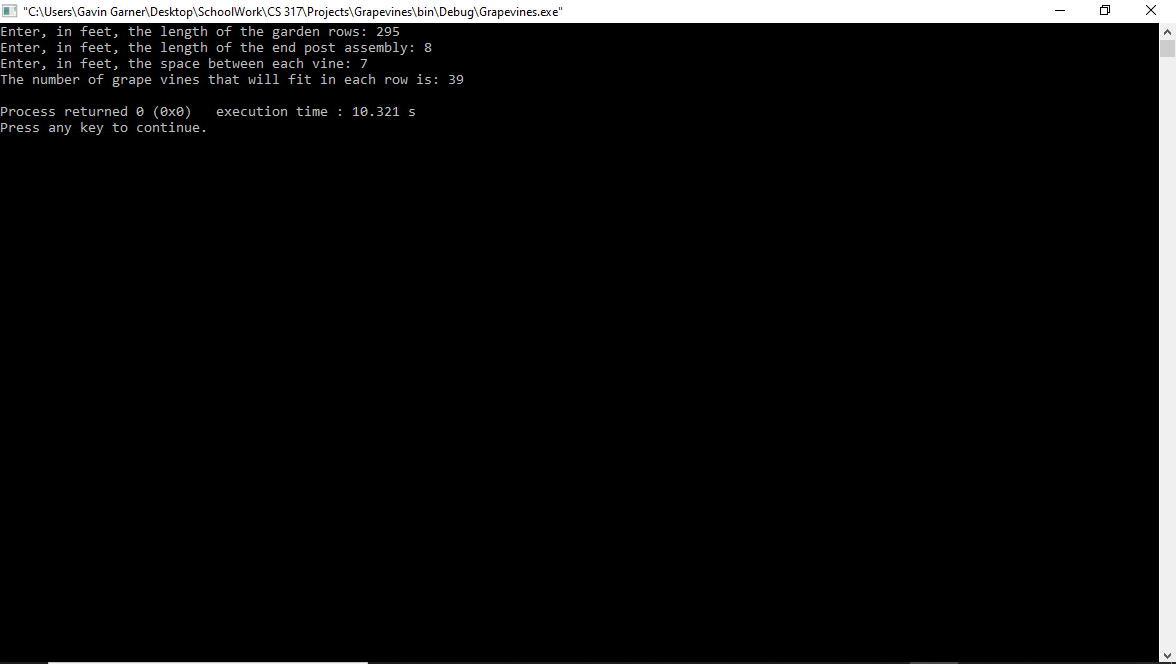 "C:\Users\Gavin Garner\Desktop\SchoolWork\CS 317\Projects\Grapevines\bin\Debug\Grapevines.exe"
Enter, in feet, the length of the garden rows: 295
Enter, in feet, the length of the end post assembly: 8
Enter, in feet, the space between each vine: 7
The number of grape vines that will fit in each row is: 39
Process returned 0 (0x0)   execution time : 10.321 s
Press any key to continue.